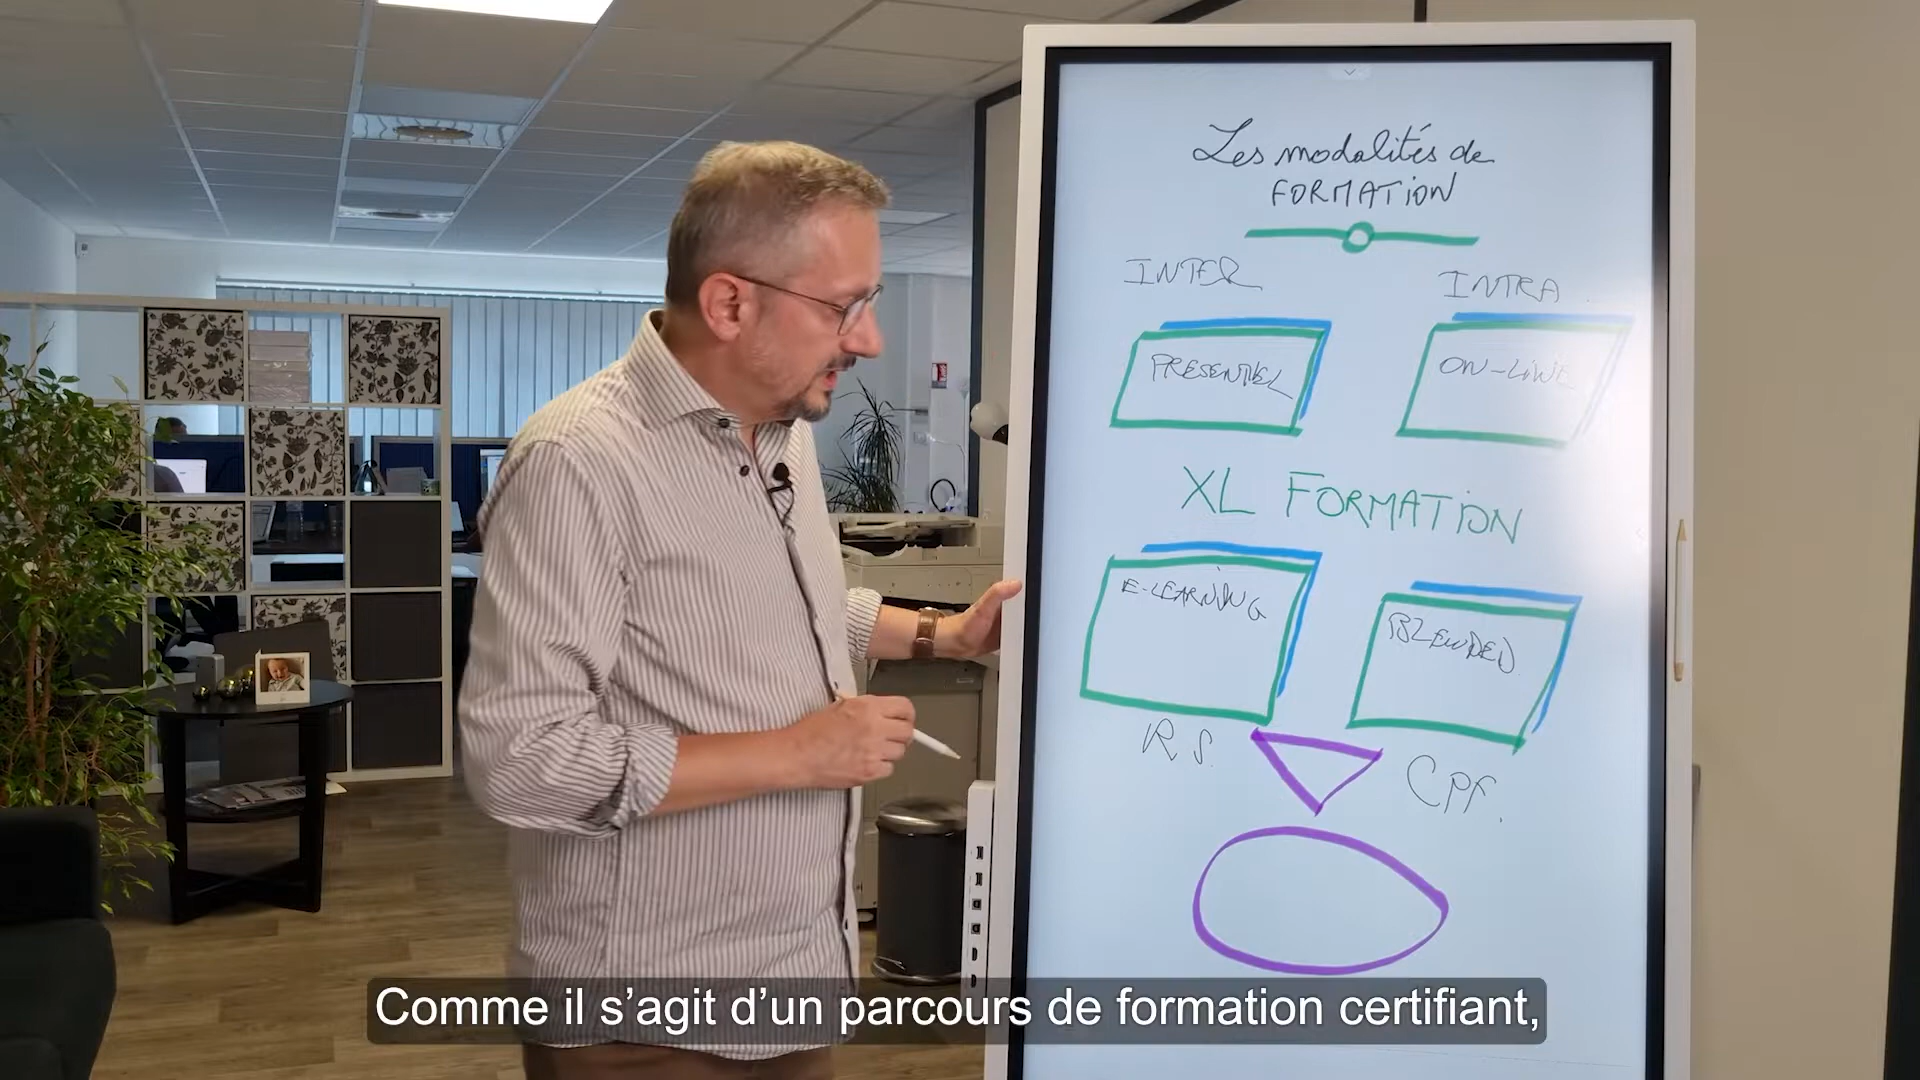 Les modalités de
FORMATION
INTER
INTRA
PRESENTIEL
ON-LINE
XL FORMATION
E-LEARNING
BLENDED
RS.
CPF.
Comme il s’agit d’un parcours de formation certifiant,